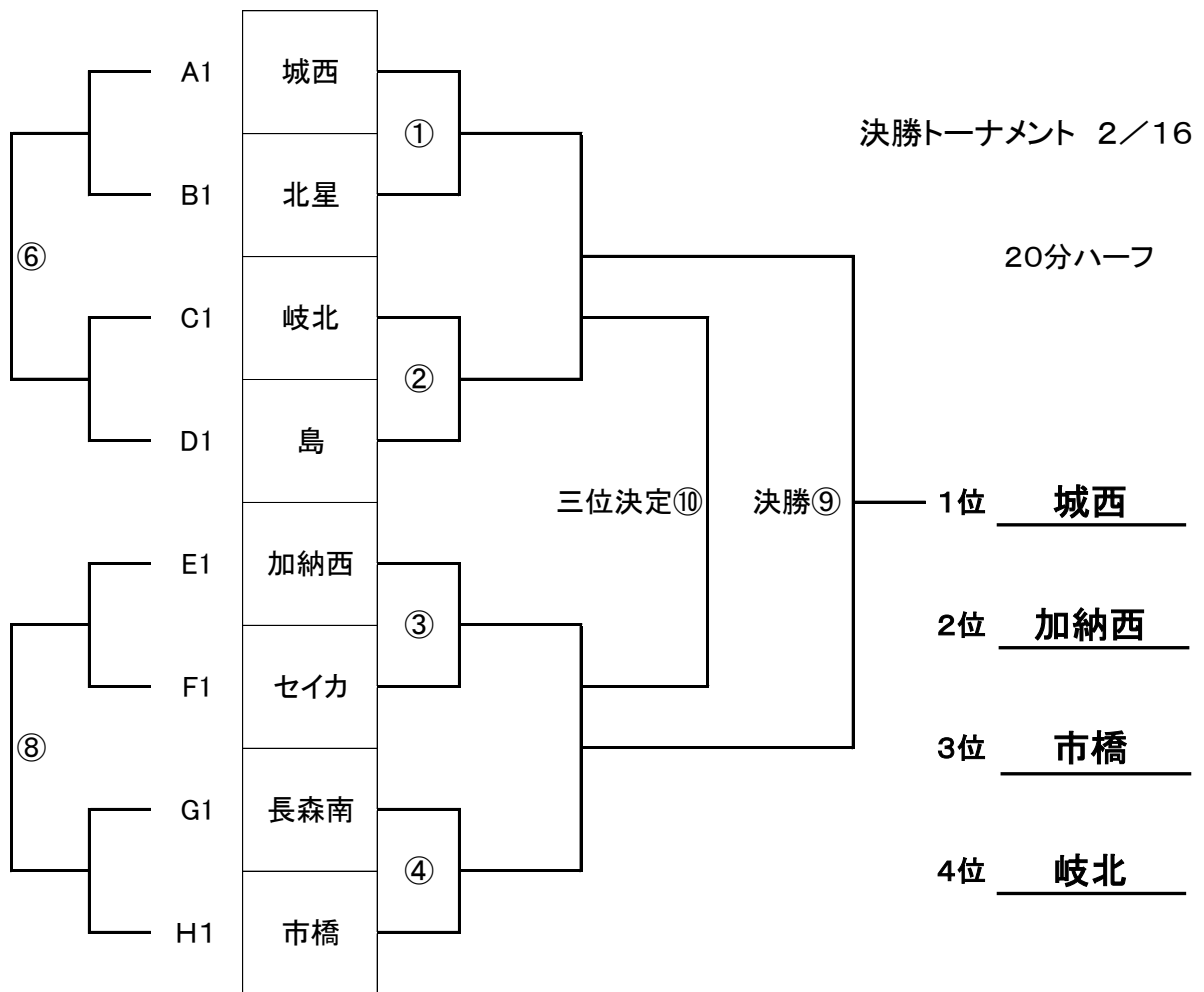 A1 城西
①
決勝トーナメント 2／16
B1 北星
⑥
20分ハーフ
C1 岐北
②
D1 島
三位決定⑩ 決勝⑨ 1位 城西
E1 加納西
③
2位 加納西
F1 セイカ
⑧
3位 市橋
G1 長森南
④
4位 岐北
H1 市橋